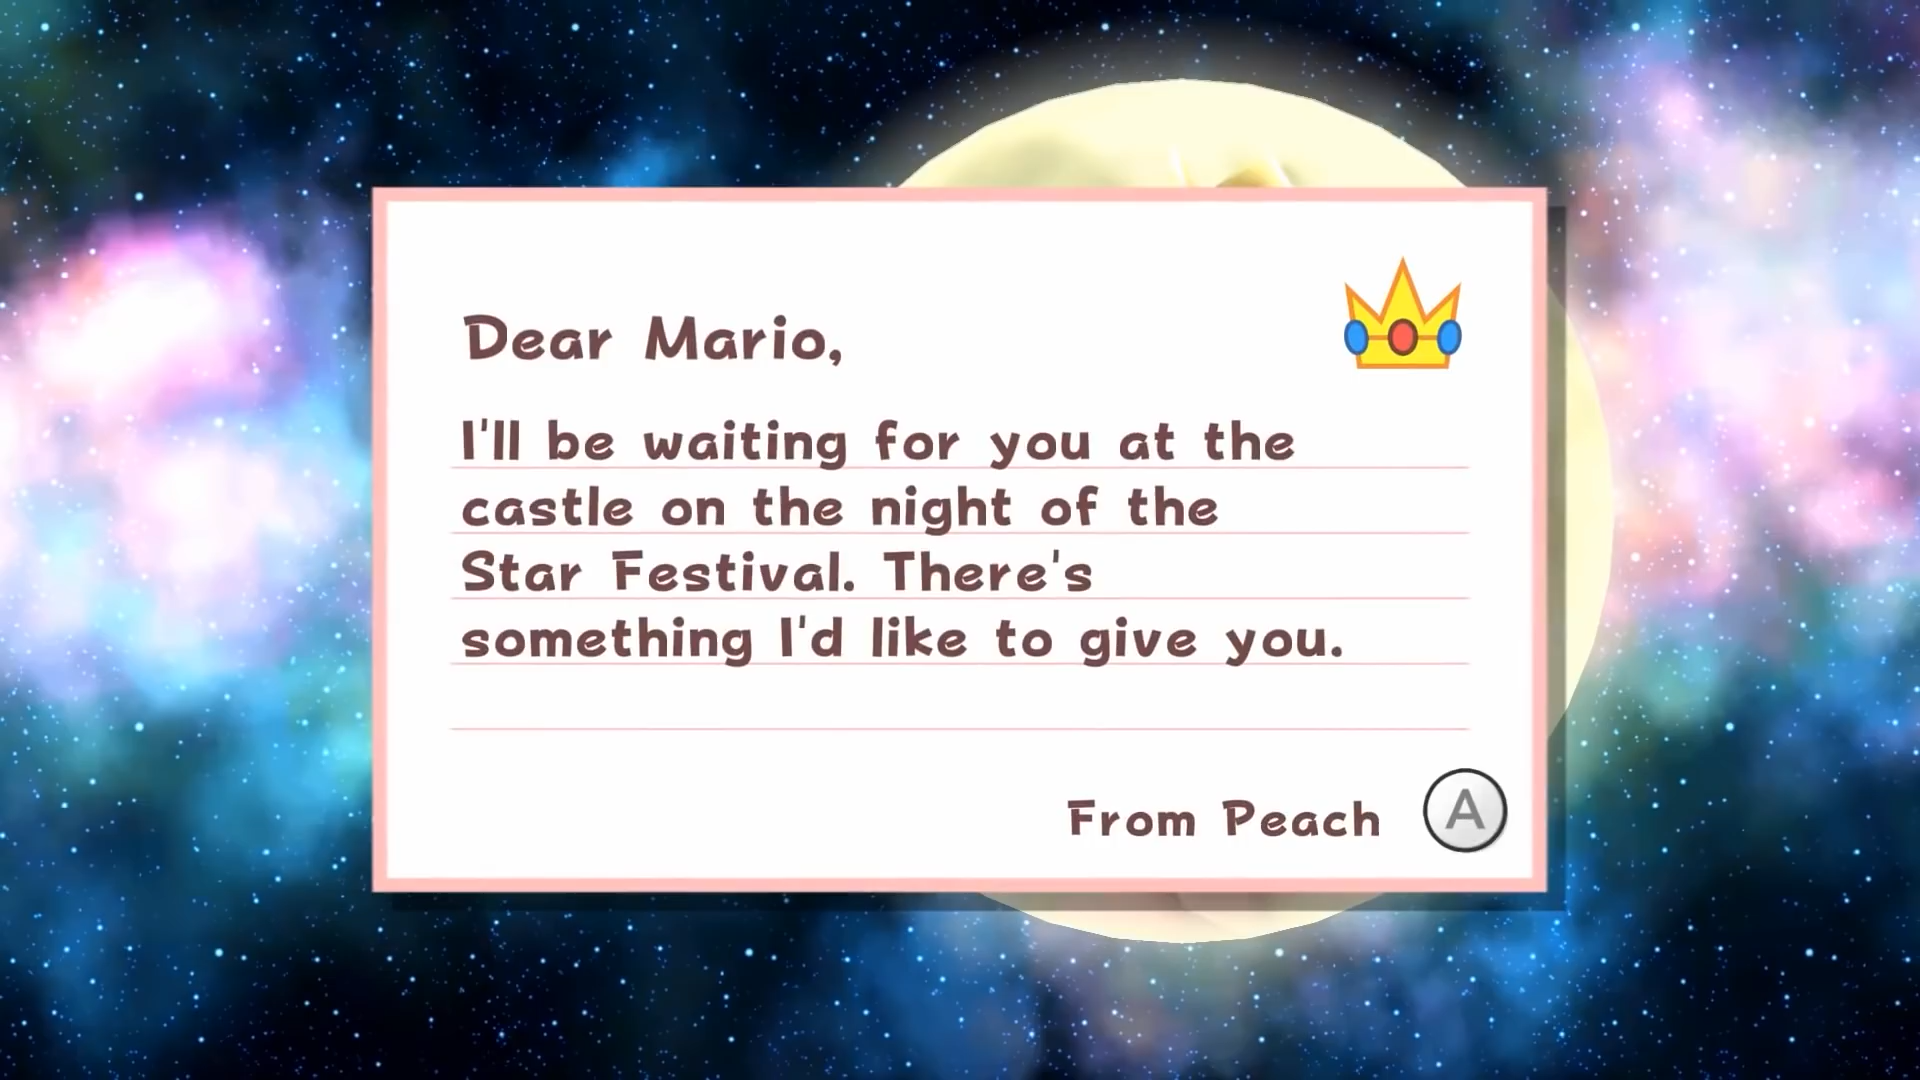 Dear Mario,
I'll be waiting for you at the
castle on the night of the
Star Festival. There's
something I'd like to give you.
From Peach
A